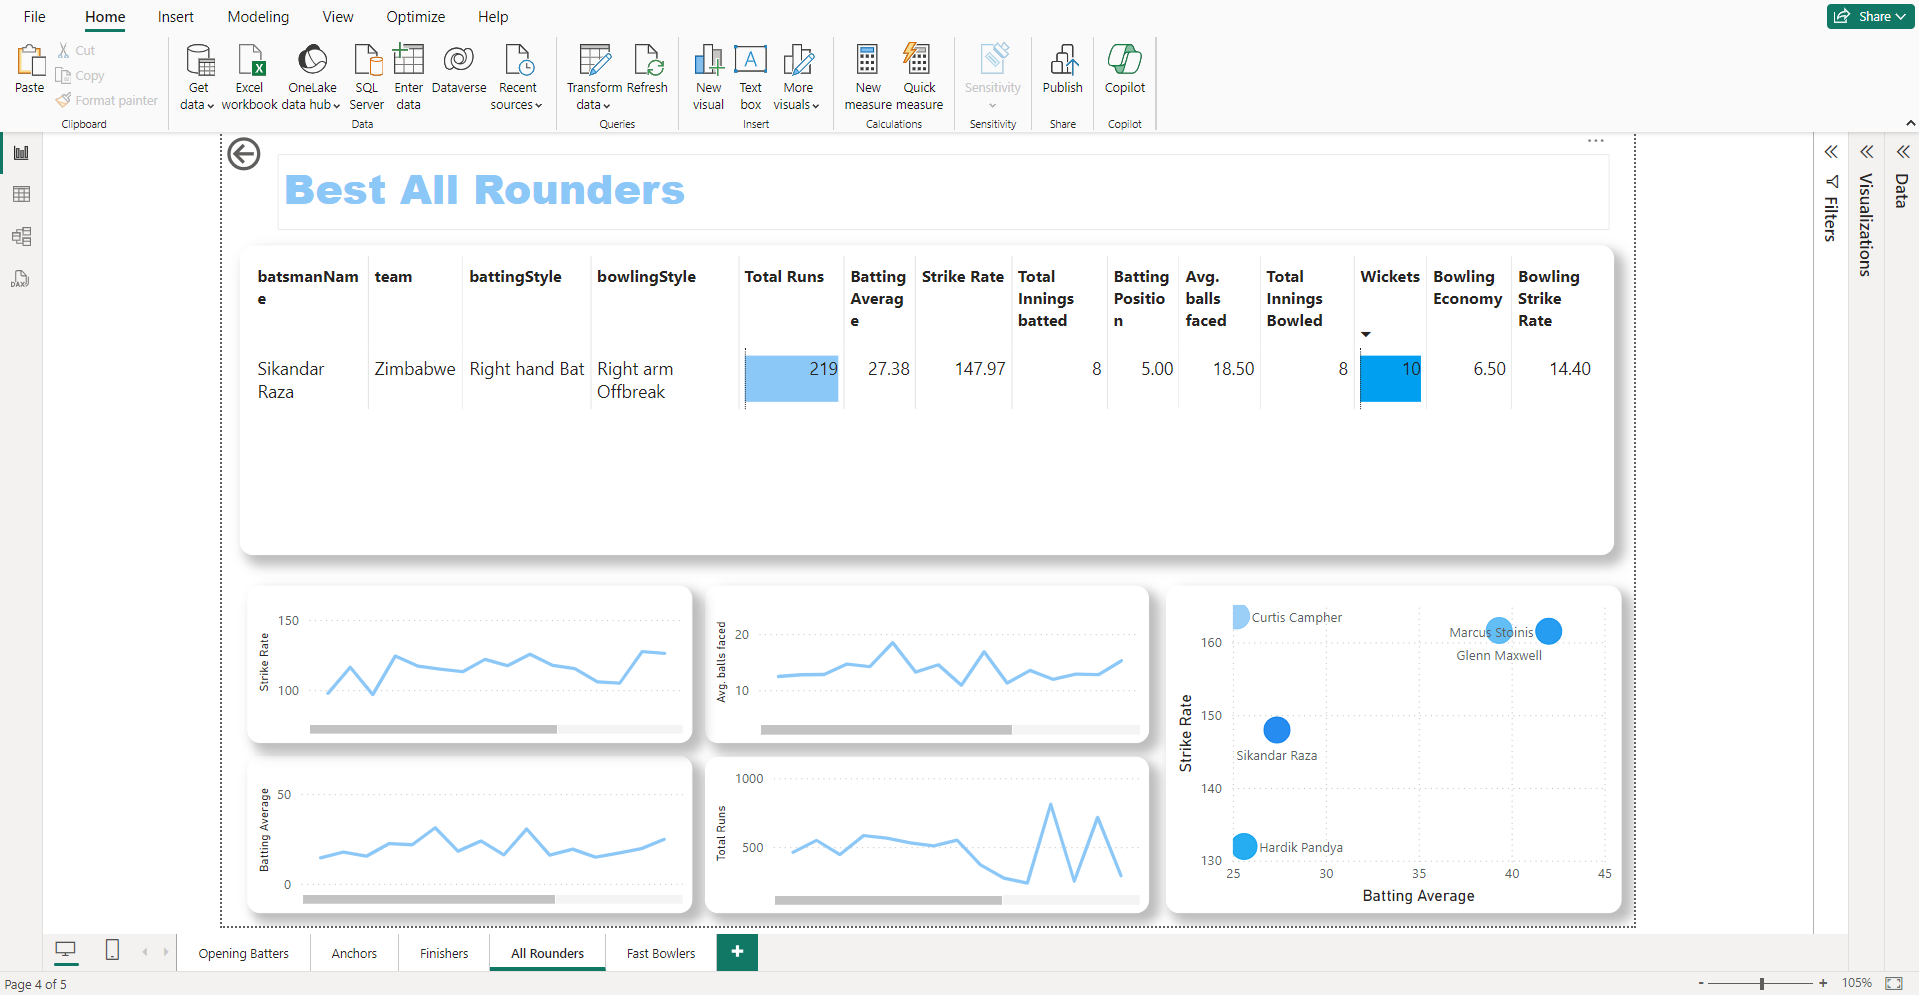 File Home Insert Modeling View Optimize Help Share
Paste Cut Copy Format painter
Get data Excel workbook OneLake data hub SQL Server Enter data Dataverse Recent sources
Transform data Refresh
New visual Text box More visuals
New measure Quick measure
Sensitivity Publish Copilot
Clipboard Data Queries Insert Calculations Sensitivity Share Copilot
DAX
Best All Rounders
batsmanName team battingStyle bowlingStyle Total Runs Batting Average Strike Rate Total Innings batted Batting Position Avg. balls faced Total Innings Bowled Wickets Bowling Economy Bowling Strike Rate
Sikandar Raza Zimbabwe Right hand Bat Right arm Offbreak 219 27.38 147.97 8 5.00 18.50 8 10 6.50 14.40
Filters
Visualizations
Data
Strike Rate
150
100
Avg. balls faced
20
10
Batting Average
50
0
Total Runs
1000
500
Strike Rate
160
150
140
130
Curtis Campher
Marcus Stoinis
Glenn Maxwell
Sikandar Raza
Hardik Pandya
25 30 35 40 45
Batting Average
Opening Batters Anchors Finishers All Rounders Fast Bowlers +
Page 4 of 5
- + 105%